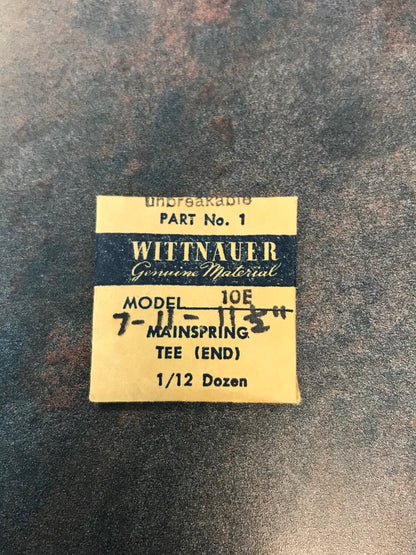 unbreakable
PART No. 1
WITTNAUER
Genuine Material
MODEL 10E
7-11-11½"
MAINSPRING
TEE (END)
1/12 Dozen